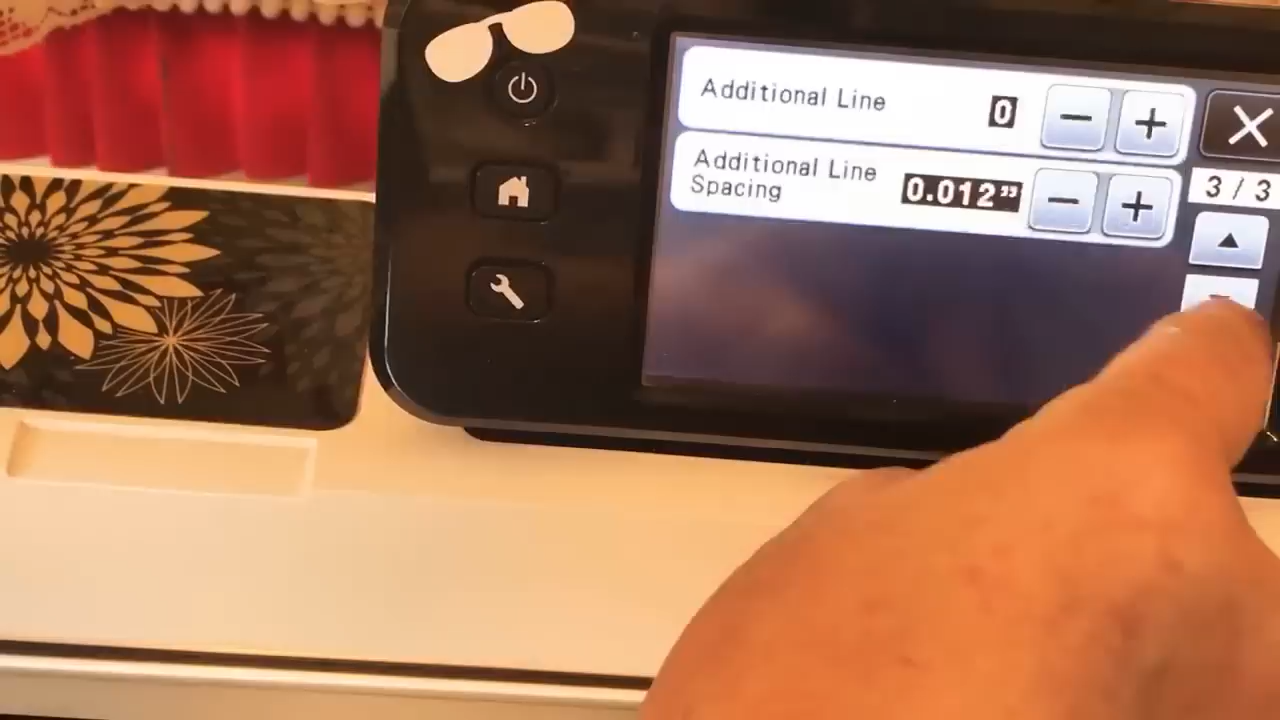 Additional Line 0 − +
Additional Line
Spacing 0.012" − +
3 / 3